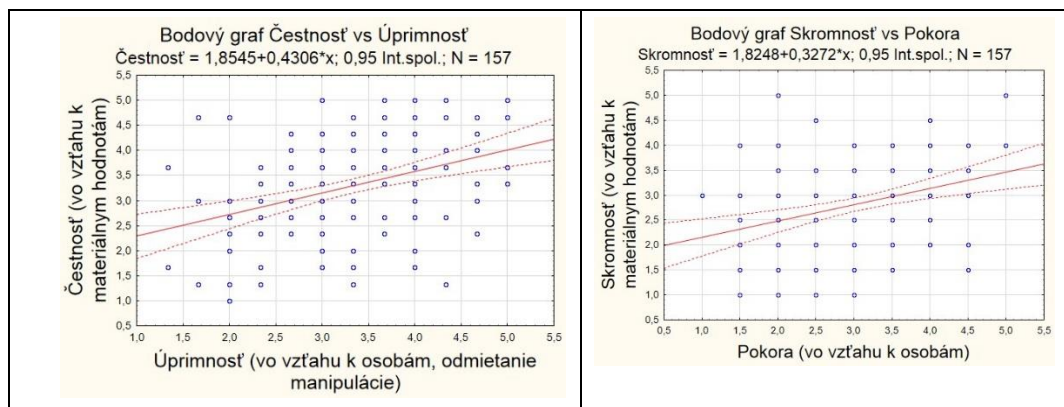 Bodový graf Čestnosť vs Úprimnosť
Čestnosť = 1,8545+0,4306*x; 0,95 Int.spol.; N = 157
Čestnosť (vo vzťahu k
materiálnym hodnotám)
5,5
5,0
4,5
4,0
3,5
3,0
2,5
2,0
1,5
1,0
0,5
1,0 1,5 2,0 2,5 3,0 3,5 4,0 4,5 5,0 5,5
Úprimnosť (vo vzťahu k osobám, odmietanie
manipulácie)
Bodový graf Skromnosť vs Pokora
Skromnosť = 1,8248+0,3272*x; 0,95 Int.spol.; N = 157
Skromnosť (vo vzťahu k
materiálnym hodnotám)
5,5
5,0
4,5
4,0
3,5
3,0
2,5
2,0
1,5
1,0
0,5
0,5 1,0 1,5 2,0 2,5 3,0 3,5 4,0 4,5 5,0 5,5
Pokora (vo vzťahu k osobám)